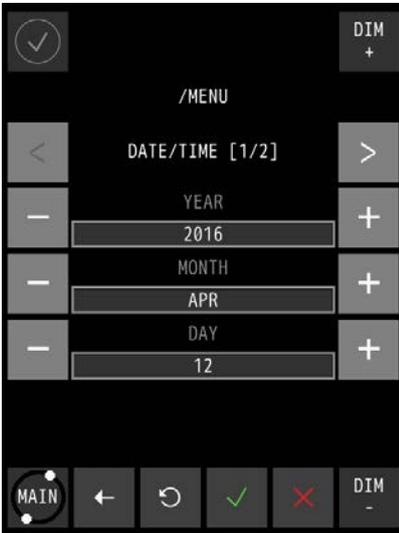 DIM
+
/MENU
< DATE/TIME [1/2] >
YEAR
− 2016 +
MONTH
− APR +
DAY
− 12 +
MAIN
DIM
-